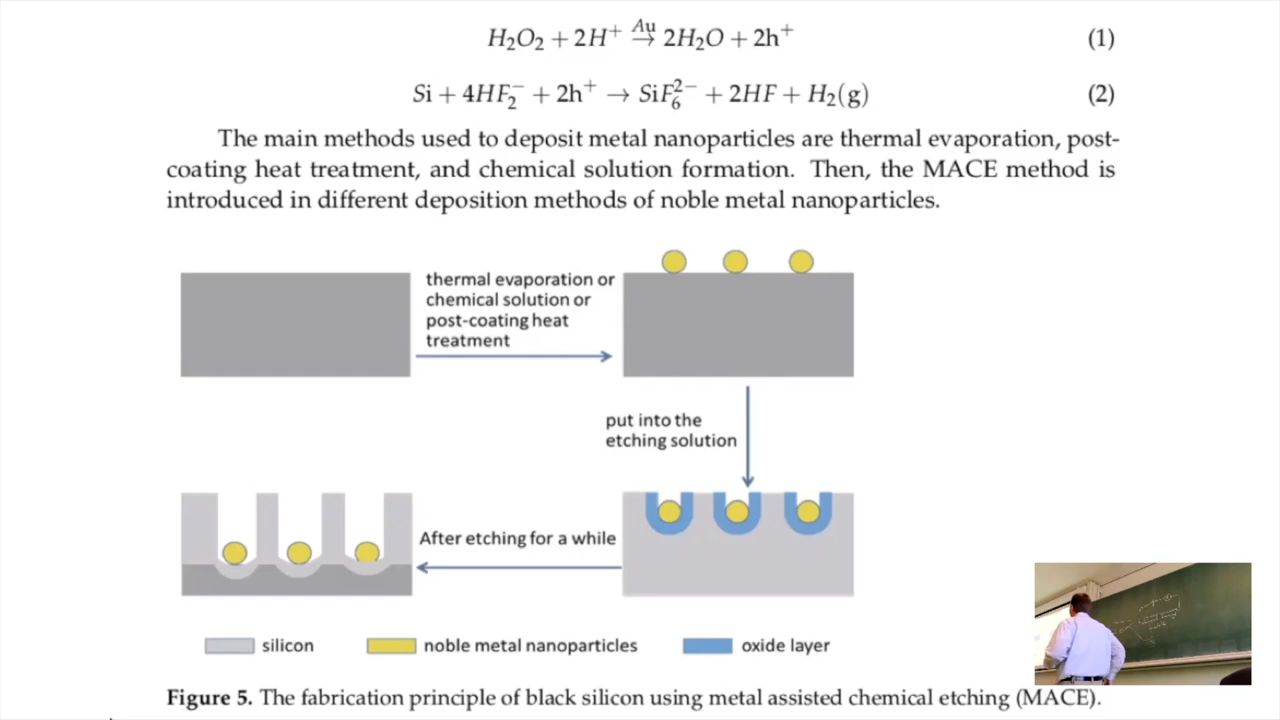 H₂O₂ + 2H⁺ →^{Au} 2H₂O + 2h⁺ (1)
Si + 4HF₂⁻ + 2h⁺ → SiF₆²⁻ + 2HF + H₂(g) (2)
The main methods used to deposit metal nanoparticles are thermal evaporation, post-
coating heat treatment, and chemical solution formation. Then, the MACE method is
introduced in different deposition methods of noble metal nanoparticles.
thermal evaporation or
chemical solution or
post-coating heat
treatment
put into the
etching solution
After etching for a while
silicon
noble metal nanoparticles
oxide layer
Figure 5. The fabrication principle of black silicon using metal assisted chemical etching (MACE).